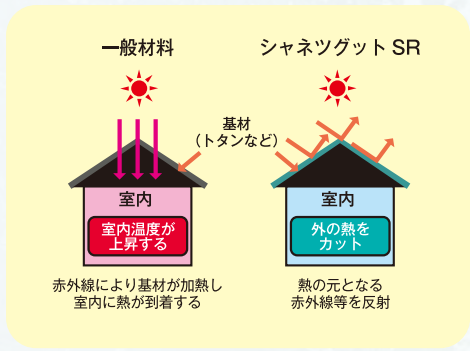 一般材料
シャネツグット SR
基材
（トタンなど）
室内
室内温度が
上昇する
室内
外の熱を
カット
赤外線により基材が加熱し
室内に熱が到着する
熱の元となる
赤外線等を反射